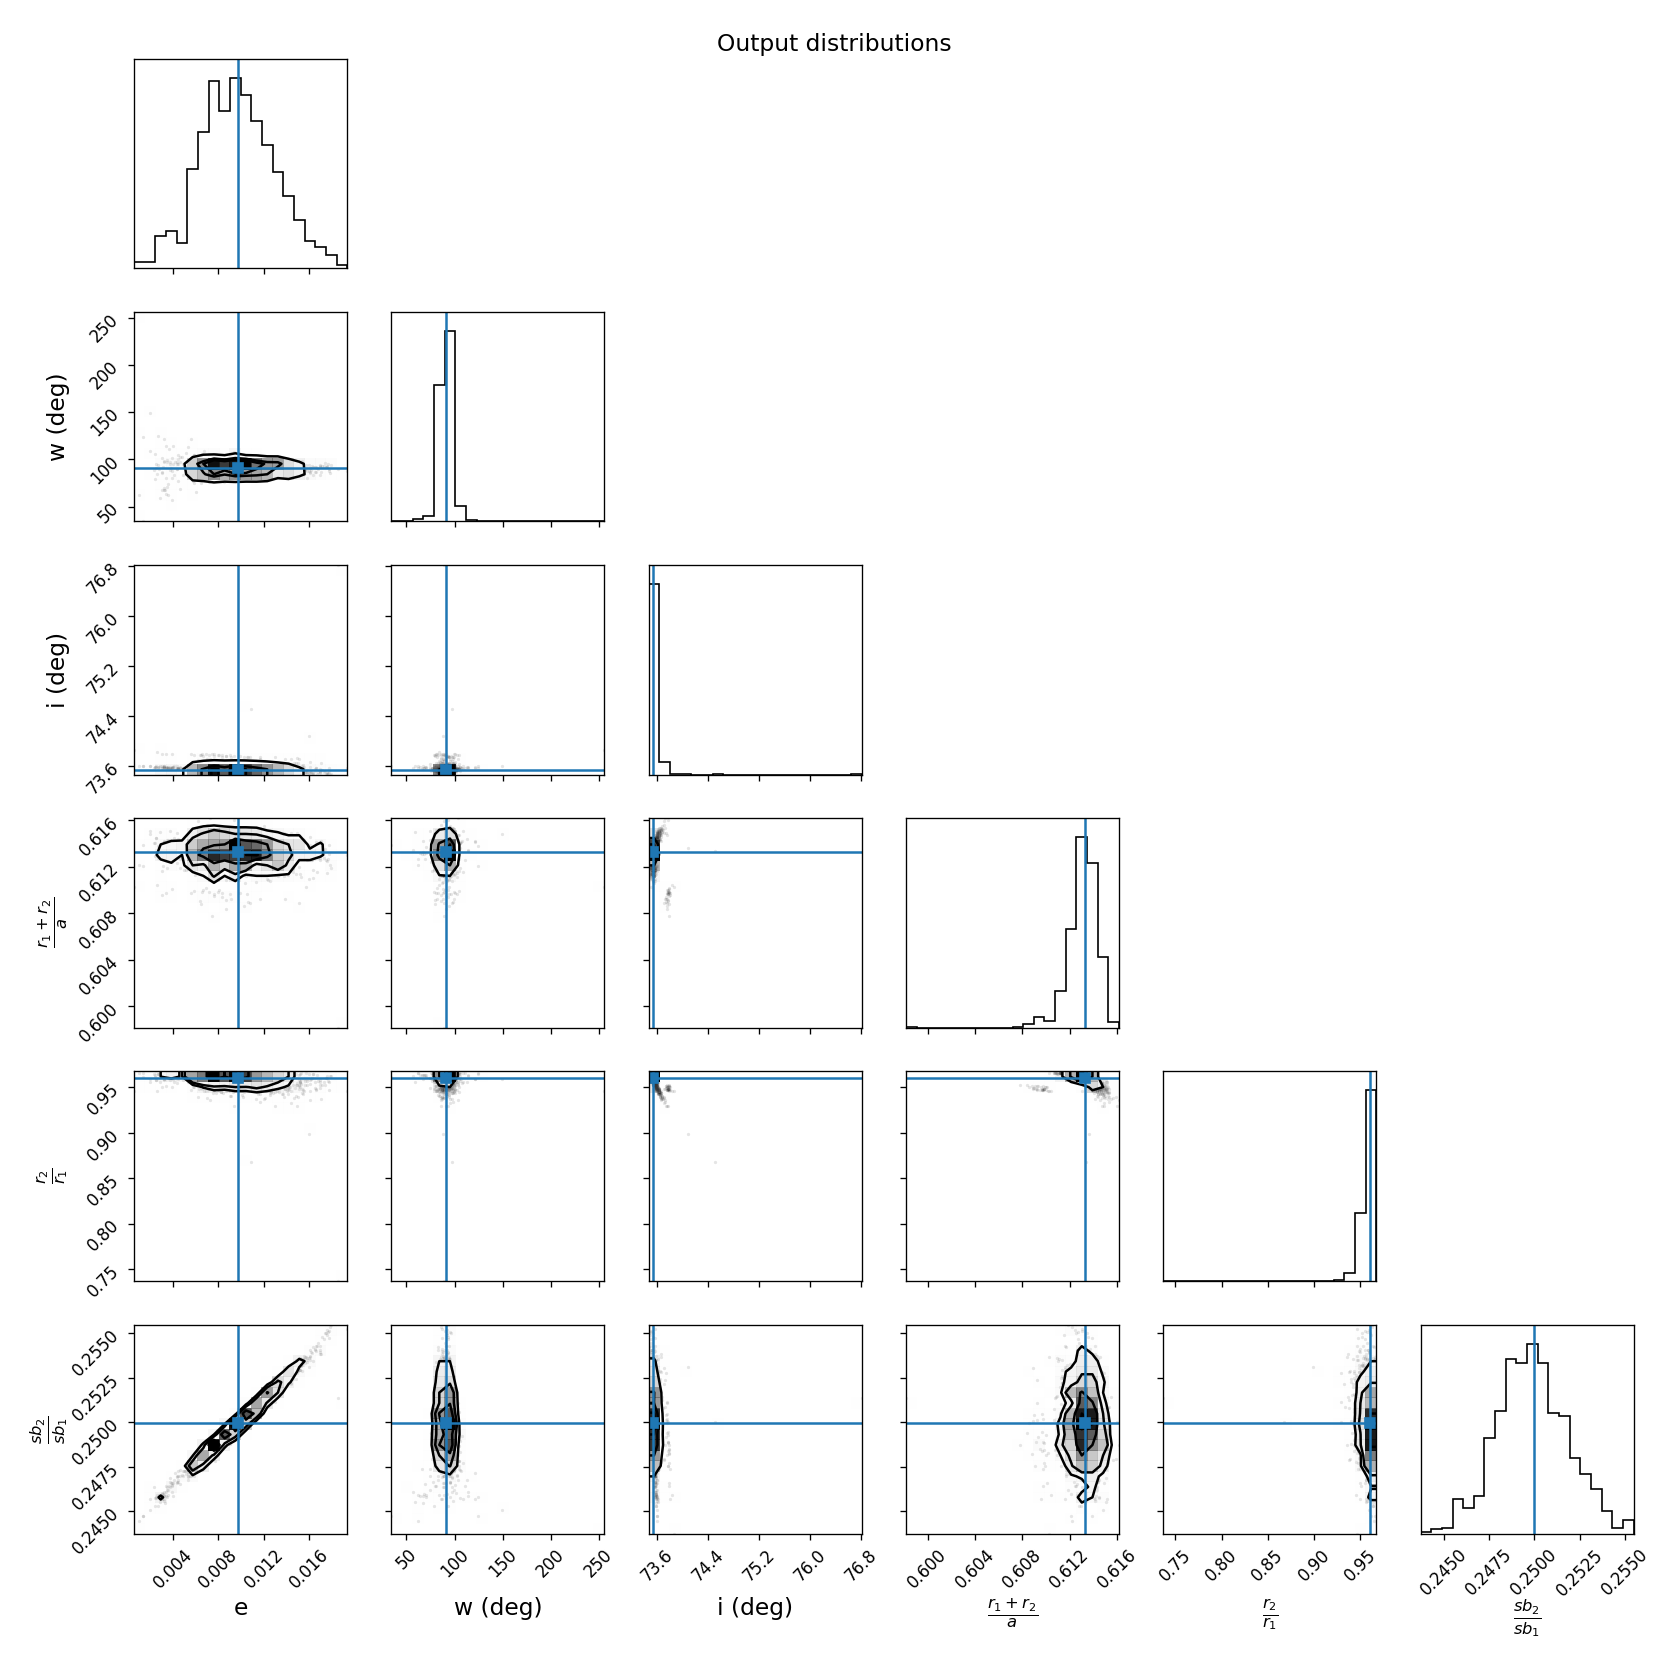 Output distributions
w (deg)
250
200
150
100
50
i (deg)
76.8
76.0
75.2
74.4
73.6
r₁ + r₂
a
0.616
0.612
0.608
0.604
0.600
r₂
r₁
0.95
0.90
0.85
0.80
0.75
sb₂
sb₁
0.2550
0.2525
0.2500
0.2475
0.2450
0.004 0.008 0.012 0.016 50 100 150 200 250 73.6 74.4 75.2 76.0 76.8 0.600 0.604 0.608 0.612 0.616 0.75 0.80 0.85 0.90 0.95 0.2450 0.2475 0.2500 0.2525 0.2550
e w (deg) i (deg)
r₁ + r₂
a
r₂
r₁
sb₂
sb₁